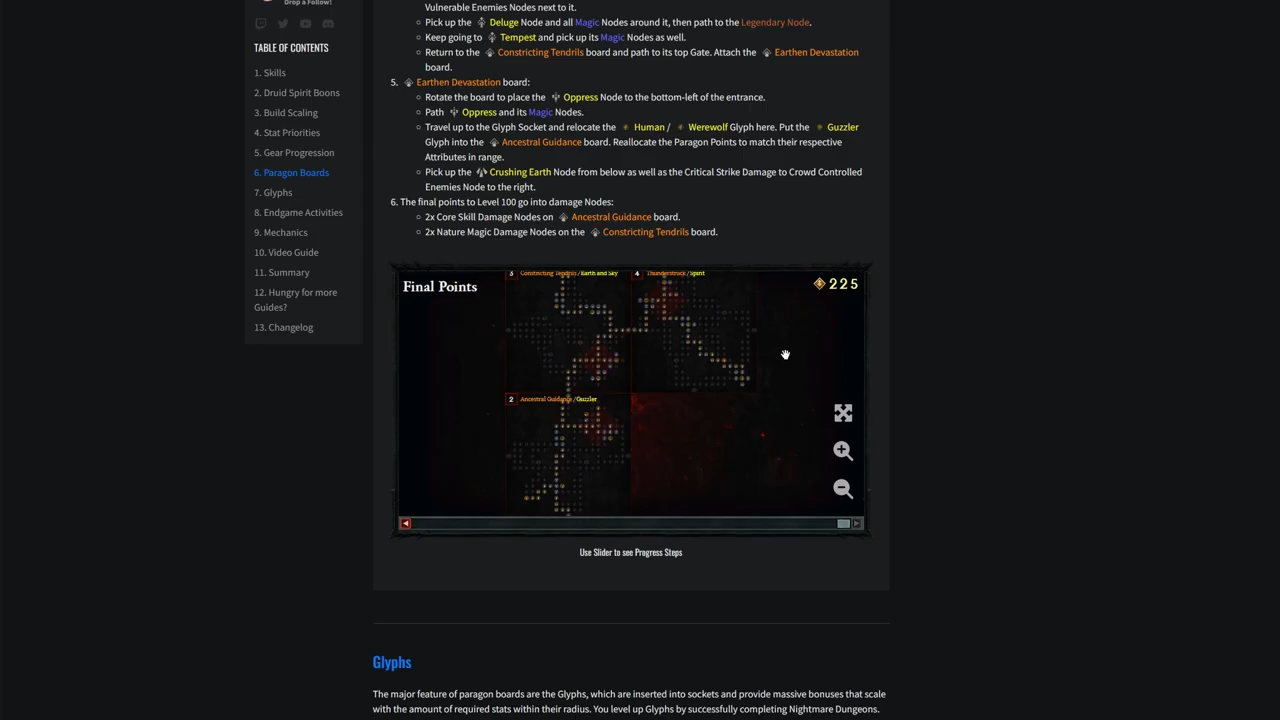 Drop a Follow!
TABLE OF CONTENTS
1. Skills
2. Druid Spirit Boons
3. Build Scaling
4. Stat Priorities
5. Gear Progression
6. Paragon Boards
7. Glyphs
8. Endgame Activities
9. Mechanics
10. Video Guide
11. Summary
12. Hungry for more
Guides?
13. Changelog
Vulnerable Enemies Nodes next to it.
Pick up the Deluge Node and all Magic Nodes around it, then path to the Legendary Node.
Keep going to Tempest and pick up its Magic Nodes as well.
Return to the Constricting Tendrils board and path to its top Gate. Attach the Earthen Devastation
board.
5. Earthen Devastation board:
Rotate the board to place the Oppress Node to the bottom-left of the entrance.
Path Oppress and its Magic Nodes.
Travel up to the Glyph Socket and relocate the Human / Werewolf Glyph here. Put the Guzzler
Glyph into the Ancestral Guidance board. Reallocate the Paragon Points to match their respective
Attributes in range.
Pick up the Crushing Earth Node from below as well as the Critical Strike Damage to Crowd Controlled
Enemies Node to the right.
6. The final points to Level 100 go into damage Nodes:
2x Core Skill Damage Nodes on Ancestral Guidance board.
2x Nature Magic Damage Nodes on the Constricting Tendrils board.
3 Constricting Tendrils / Earth and Sky
4 Thunderstruck / Spirit
Final Points
225
2 Ancestral Guidance / Guzzler
Use Slider to see Progress Steps
Glyphs
The major feature of paragon boards are the Glyphs, which are inserted into sockets and provide massive bonuses that scale
with the amount of required stats within their radius. You level up Glyphs by successfully completing Nightmare Dungeons.